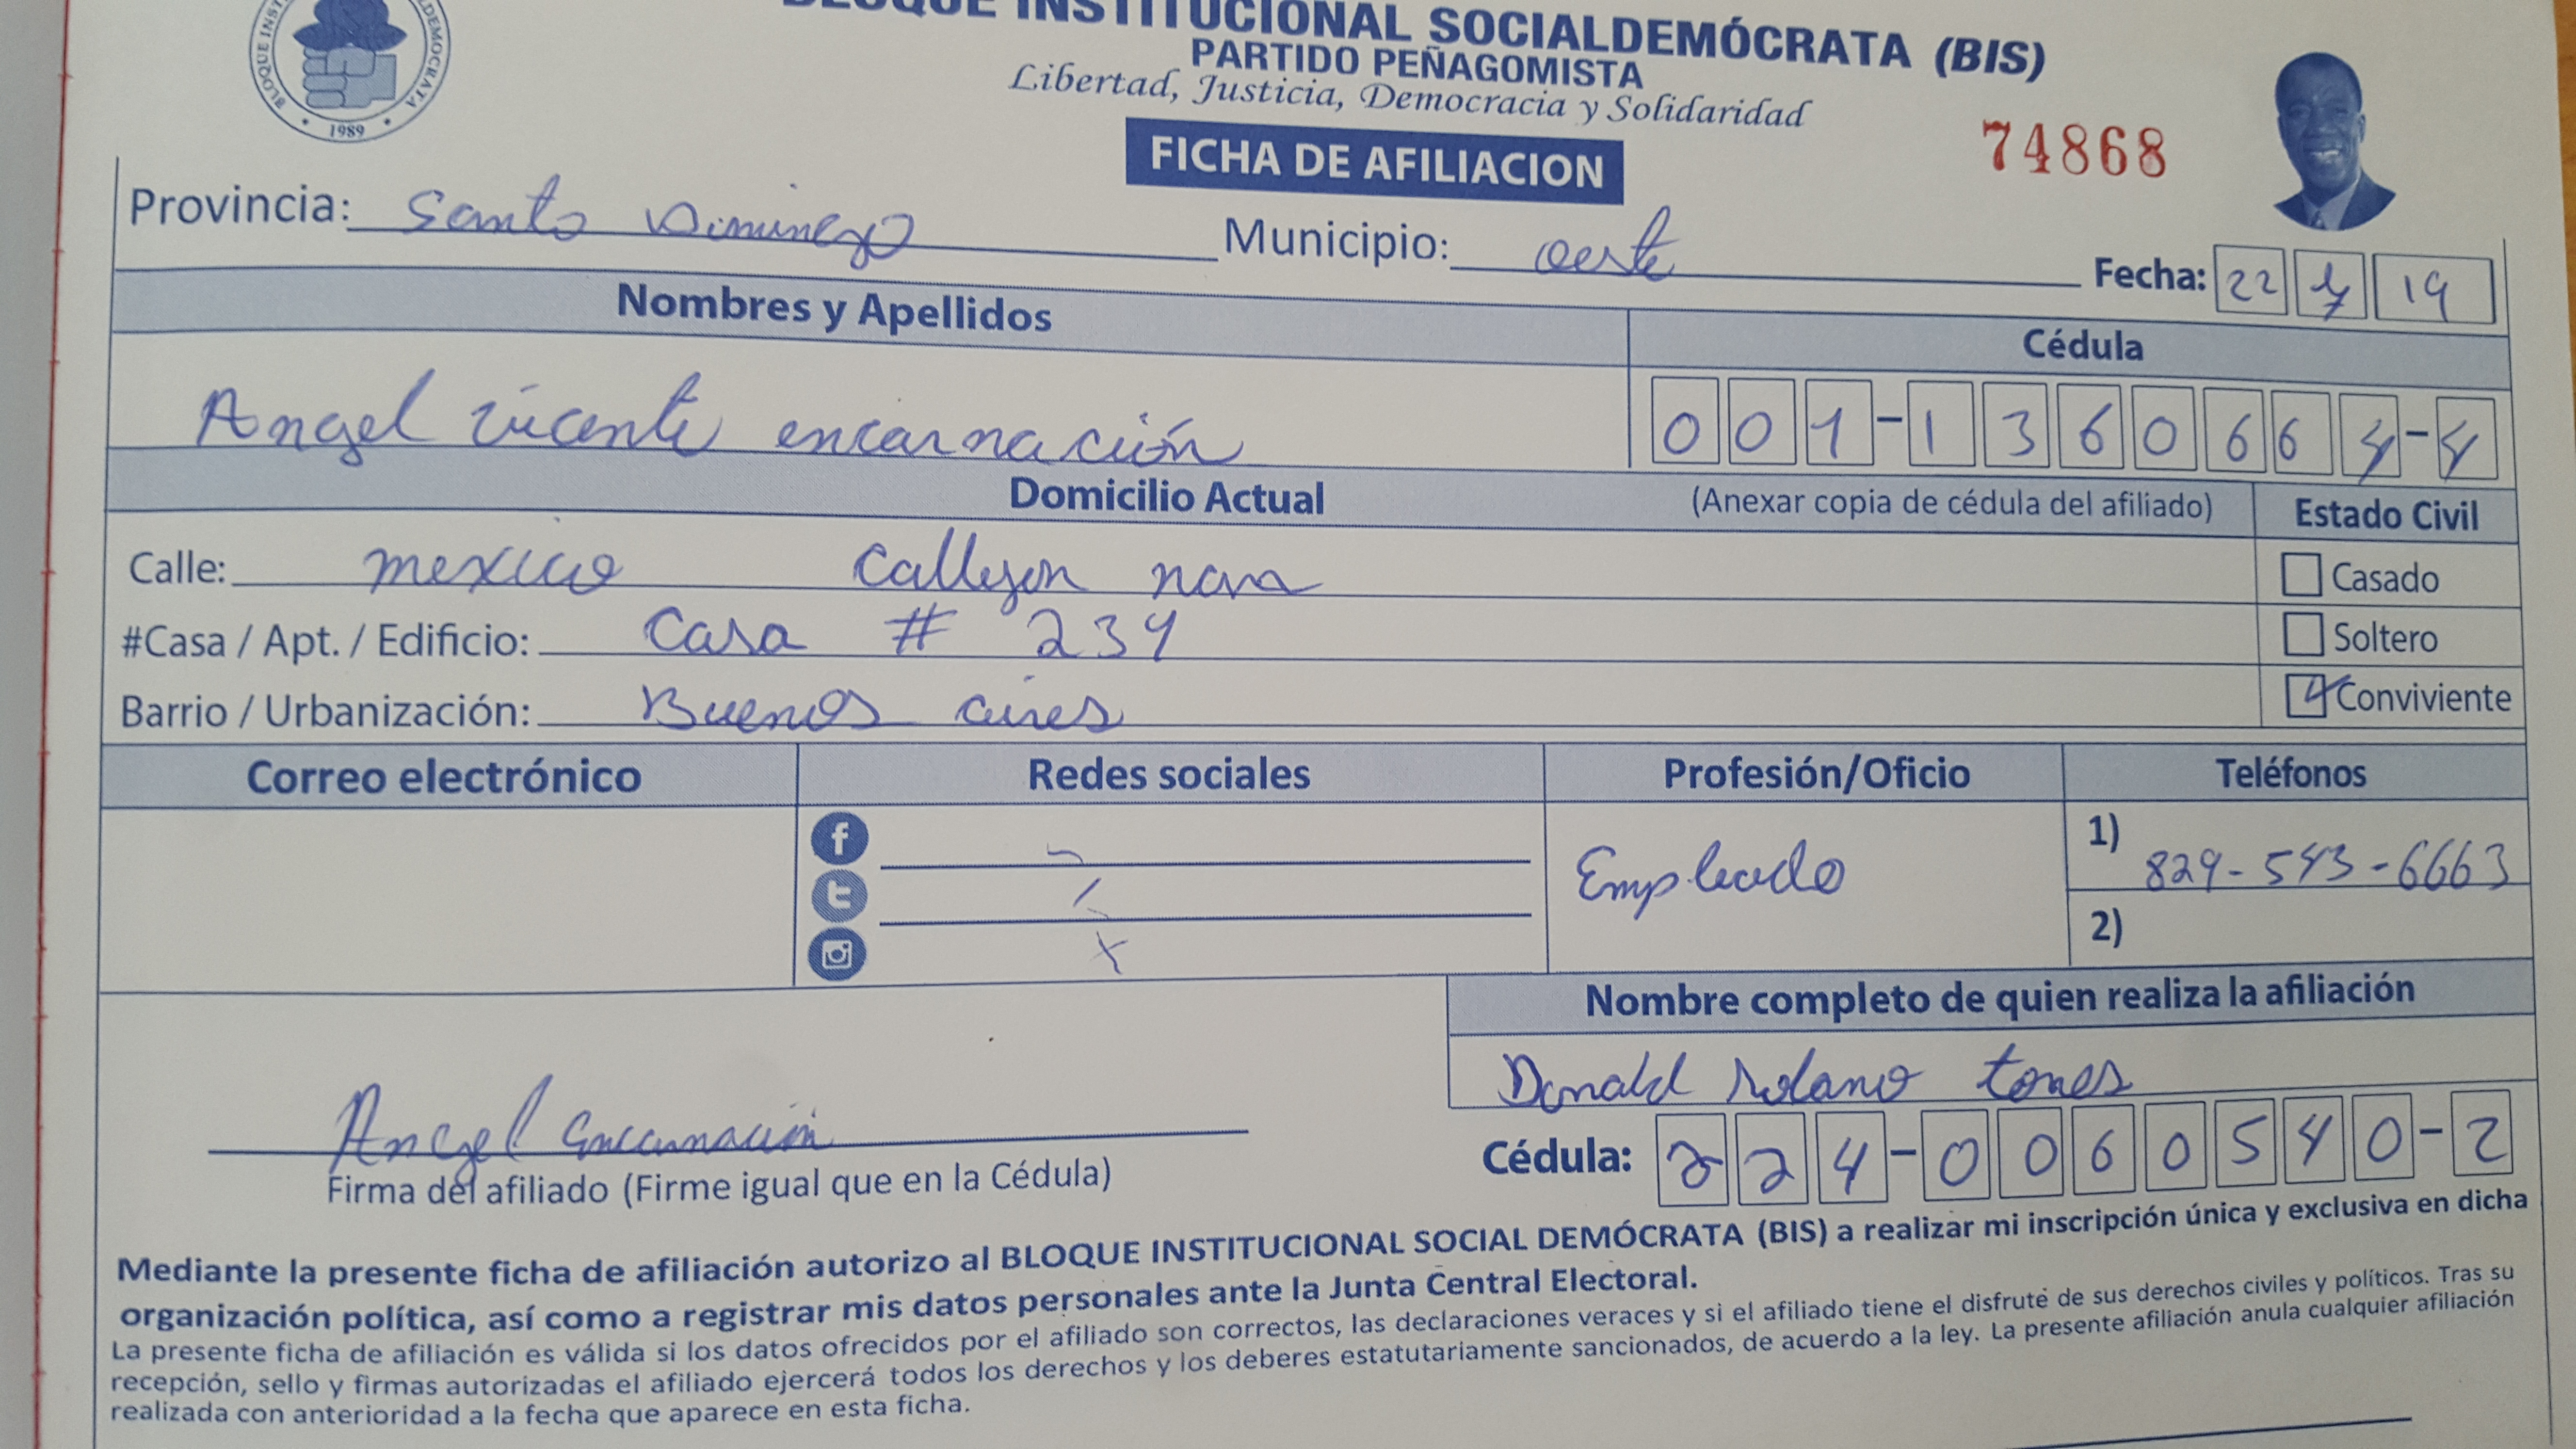 BLOQUE INSTITUCIONAL SOCIALDEMÓCRATA (BIS)
PARTIDO PEÑAGOMISTA
Libertad, Justicia, Democracia y Solidaridad
1989
FICHA DE AFILIACION
74868
Provincia: Santo Dimingo
Municipio: oeste
Fecha: 22 4 19
Nombres y Apellidos
Cédula
Angel vicente encarnación
001-1360664-4
Domicilio Actual
(Anexar copia de cédula del afiliado)
Estado Civil
Calle: mexico Callejon
Casado
#Casa / Apt. / Edificio: Casa # 234
Soltero
Barrio / Urbanización: Buenos aires
Conviviente
Correo electrónico
Redes sociales
Profesión/Oficio
Teléfonos
Empleado
1) 829-543-6663
2)
Nombre completo de quien realiza la afiliación
Donald Solano torres
Angel Encarnación
Cédula: 224-0060540-2
Firma del afiliado (Firme igual que en la Cédula)
Mediante la presente ficha de afiliación autorizo al BLOQUE INSTITUCIONAL SOCIAL DEMÓCRATA (BIS) a realizar mi inscripción única y exclusiva en dicha
organización política, así como a registrar mis datos personales ante la Junta Central Electoral.
La presente ficha de afiliación es válida si los datos ofrecidos por el afiliado son correctos, las declaraciones veraces y si el afiliado tiene el disfrute de sus derechos civiles y políticos. Tras su
recepción, sello y firmas autorizadas el afiliado ejercerá todos los derechos y los deberes estatutariamente sancionados, de acuerdo a la ley. La presente afiliación anula cualquier afiliación
realizada con anterioridad a la fecha que aparece en esta ficha.